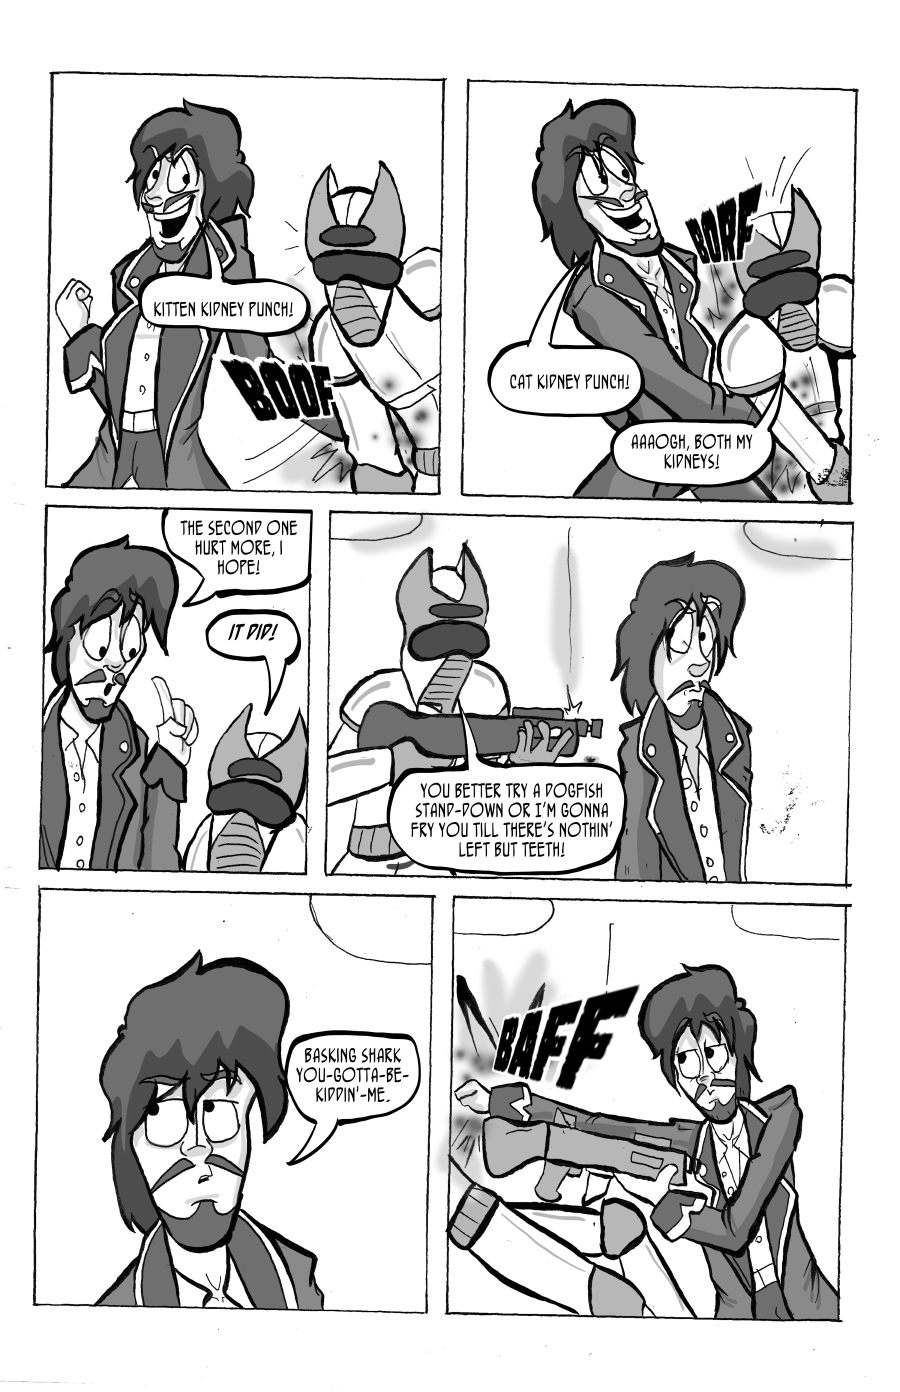 KITTEN KIDNEY PUNCH!
BOOF
BORF
CAT KIDNEY PUNCH!
AAAOGH, BOTH MY
KIDNEYS!
THE SECOND ONE
HURT MORE, I
HOPE!
IT DID!
YOU BETTER TRY A DOGFISH
STAND-DOWN OR I'M GONNA
FRY YOU TILL THERE'S NOTHIN'
LEFT BUT TEETH!
BASKING SHARK
YOU-GOTTA-BE-
KIDDIN'-ME.
BAFF